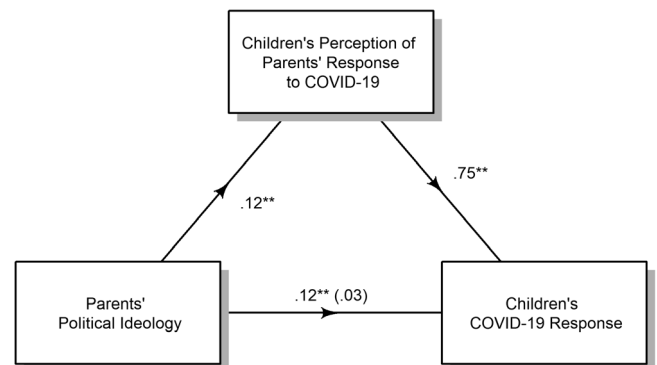 Children's Perception of
Parents' Response
to COVID-19
.75**
.12**
.12** (.03)
Parents'
Political Ideology
Children's
COVID-19 Response